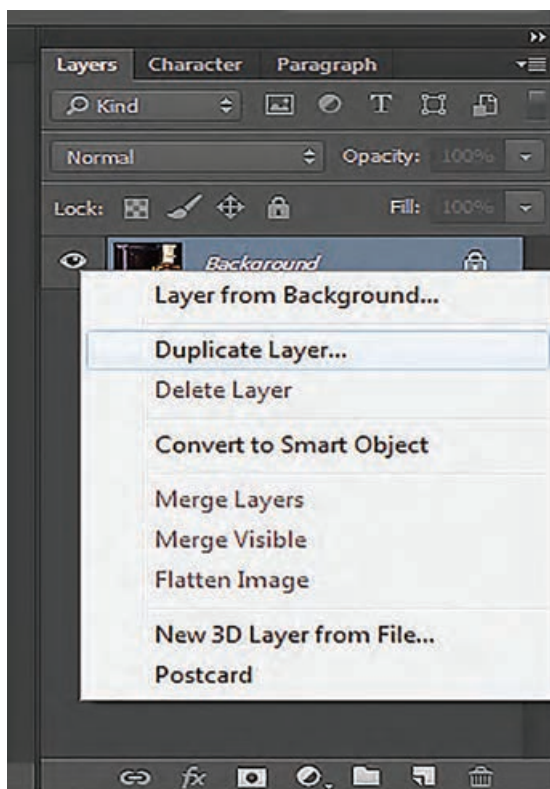 Layers Character Paragraph
Kind T
Normal Opacity: 100%
Lock: Fill: 100%
Background
Layer from Background...
Duplicate Layer...
Delete Layer
Convert to Smart Object
Merge Layers
Merge Visible
Flatten Image
New 3D Layer from File...
Postcard
fx